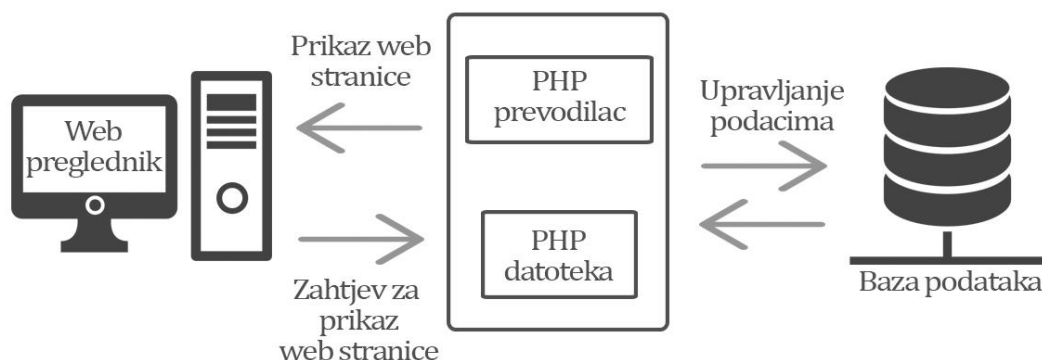 Web
preglednik
Prikaz web
stranice
Zahtjev za
prikaz
web stranice
PHP
prevodilac
PHP
datoteka
Upravljanje
podacima
Baza podataka